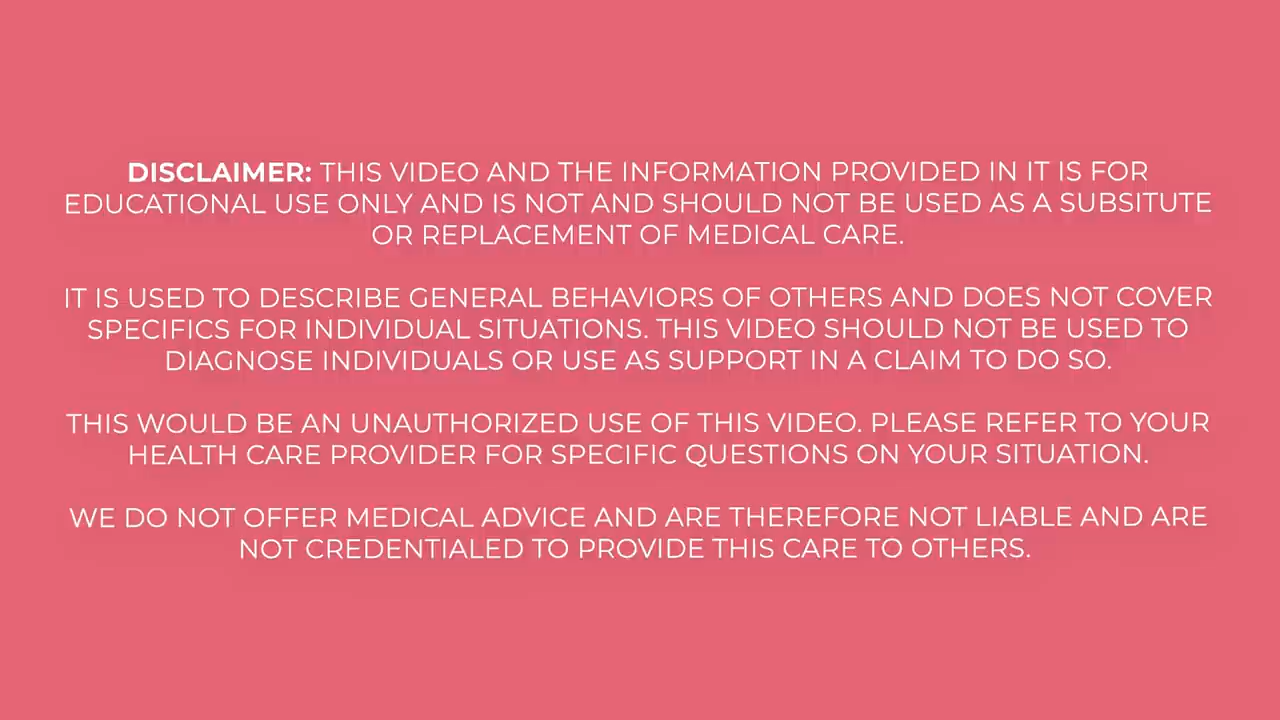 DISCLAIMER: THIS VIDEO AND THE INFORMATION PROVIDED IN IT IS FOR
EDUCATIONAL USE ONLY AND IS NOT AND SHOULD NOT BE USED AS A SUBSITUTE
OR REPLACEMENT OF MEDICAL CARE.
IT IS USED TO DESCRIBE GENERAL BEHAVIORS OF OTHERS AND DOES NOT COVER
SPECIFICS FOR INDIVIDUAL SITUATIONS. THIS VIDEO SHOULD NOT BE USED TO
DIAGNOSE INDIVIDUALS OR USE AS SUPPORT IN A CLAIM TO DO SO.
THIS WOULD BE AN UNAUTHORIZED USE OF THIS VIDEO. PLEASE REFER TO YOUR
HEALTH CARE PROVIDER FOR SPECIFIC QUESTIONS ON YOUR SITUATION.
WE DO NOT OFFER MEDICAL ADVICE AND ARE THEREFORE NOT LIABLE AND ARE
NOT CREDENTIALED TO PROVIDE THIS CARE TO OTHERS.